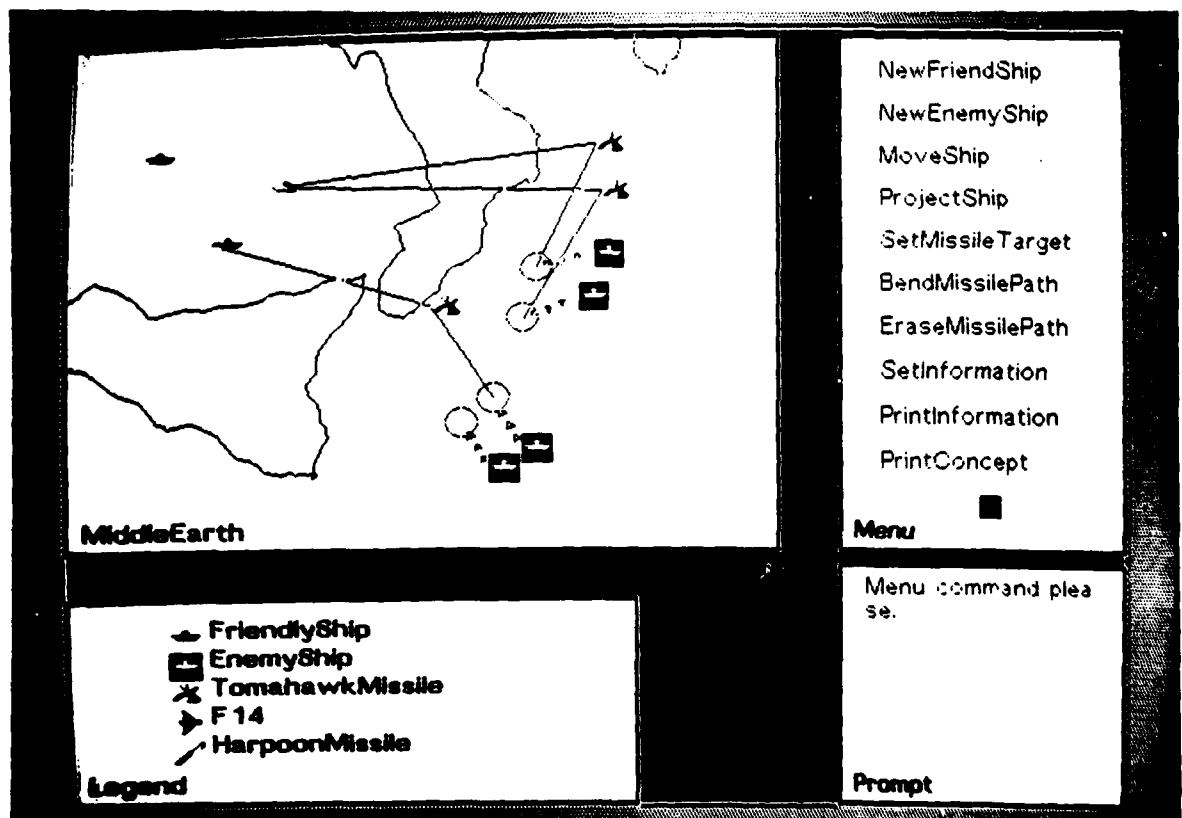 NewFriendShip
NewEnemyShip
MoveShip
ProjectShip
SetMissileTarget
BendMissilePath
EraseMissilePath
SetInformation
PrintInformation
PrintConcept
Menu
MiddleEarth
Menu command plea
se.
Prompt
FriendlyShip
EnemyShip
TomahawkMissile
F14
HarpoonMissile
Legend